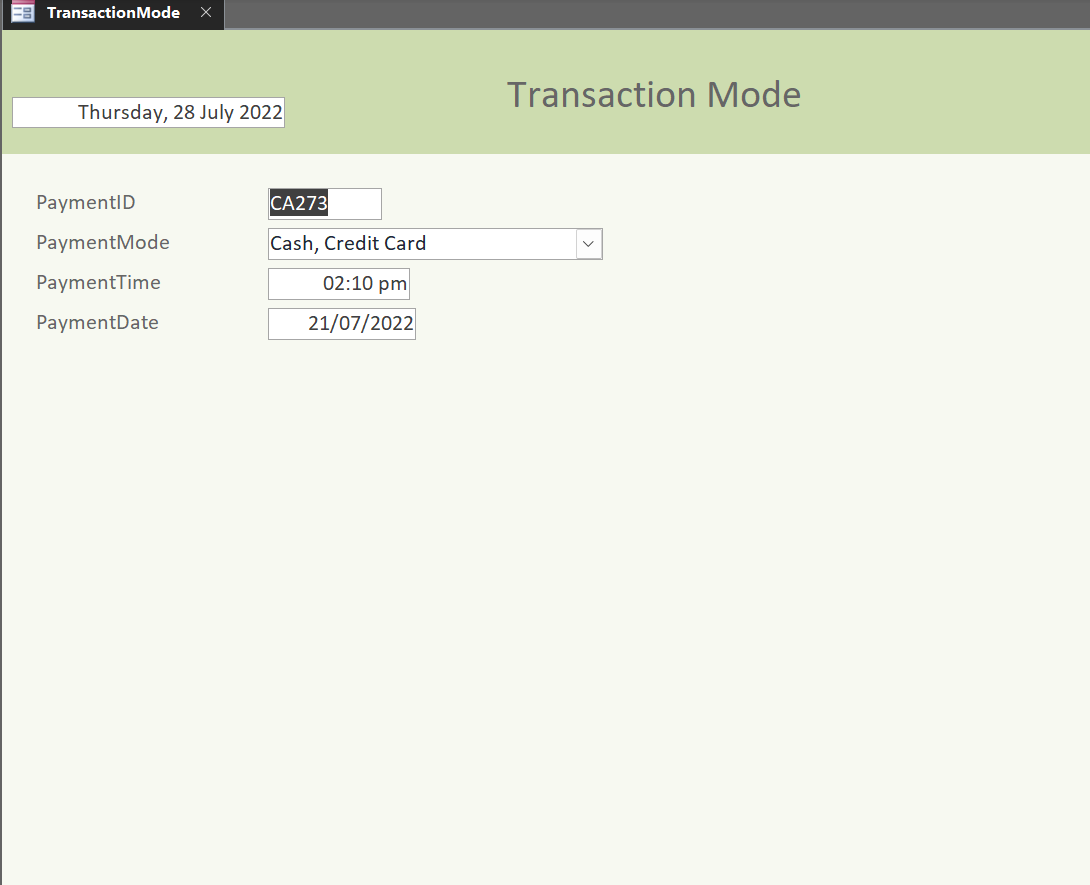 TransactionMode
Transaction Mode
Thursday, 28 July 2022
PaymentID CA273
PaymentMode Cash, Credit Card
PaymentTime 02:10 pm
PaymentDate 21/07/2022